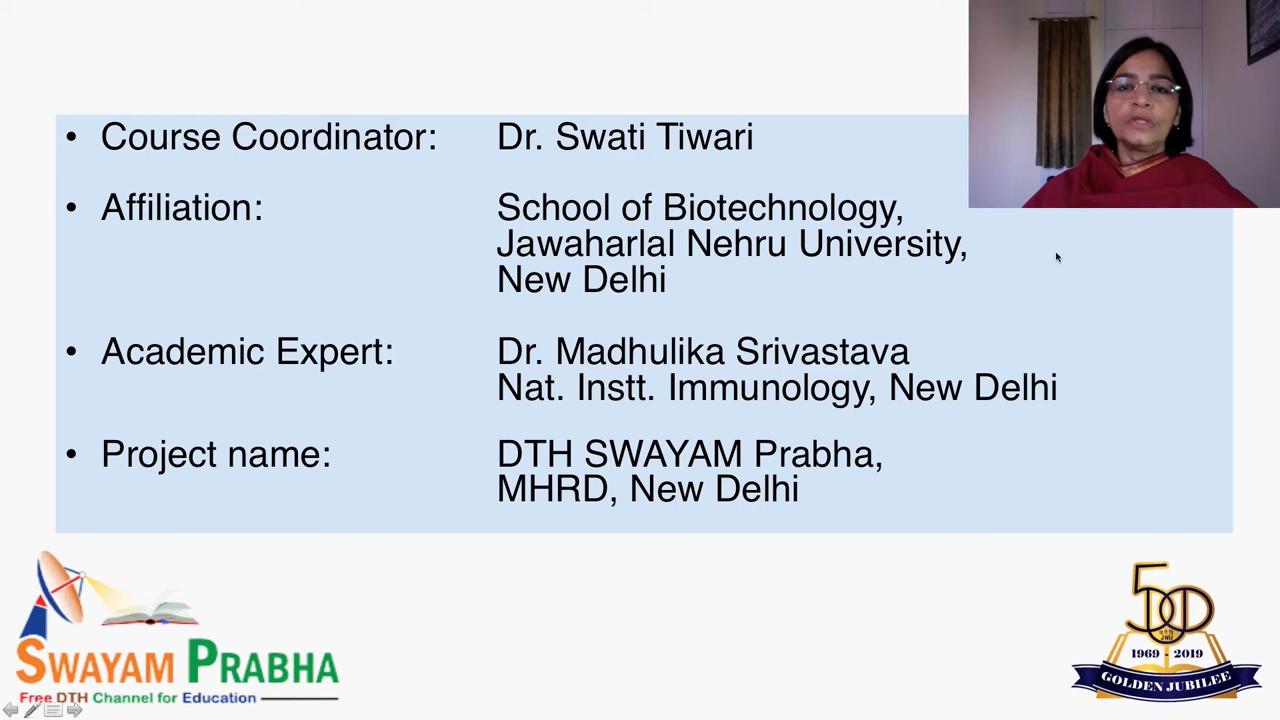 • Course Coordinator: Dr. Swati Tiwari
• Affiliation: School of Biotechnology,
Jawaharlal Nehru University,
New Delhi
• Academic Expert: Dr. Madhulika Srivastava
Nat. Instt. Immunology, New Delhi
• Project name: DTH SWAYAM Prabha,
MHRD, New Delhi
SWAYAM PRABHA
Free DTH Channel for Education
50
JNU
1969 - 2019
GOLDEN JUBILEE